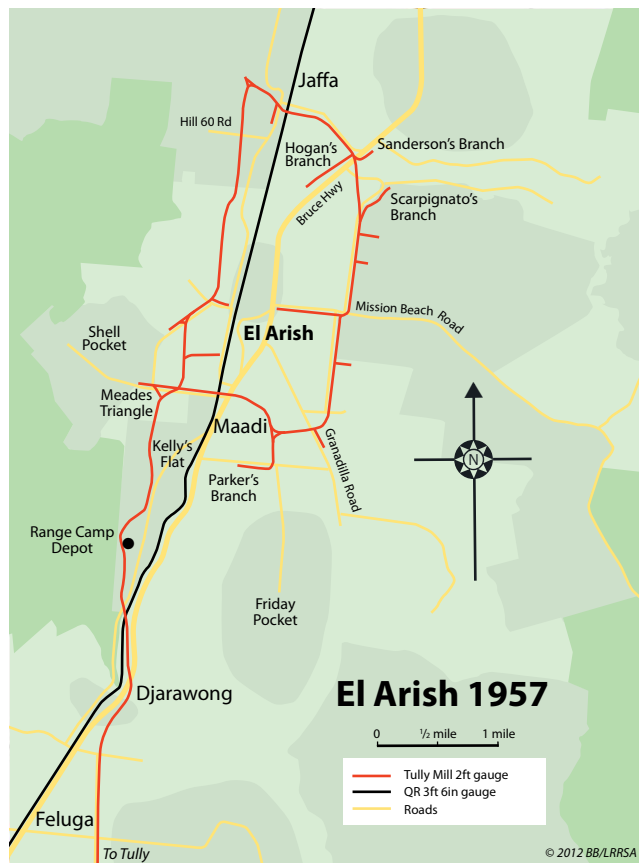 Jaffa
Hill 60 Rd
Hogan's
Branch
Sanderson's Branch
Bruce Hwy
Scarpignato's
Branch
Mission Beach Road
El Arish
Shell
Pocket
Meades
Triangle
Maadi
Kelly's
Flat
Granadilla Road
Parker's
Branch
N
Range Camp
Depot
Friday
Pocket
Djarawong
El Arish 1957
0 ½ mile 1 mile
Tully Mill 2ft gauge
QR 3ft 6in gauge
Roads
Feluga
To Tully
© 2012 BB/LRRSA